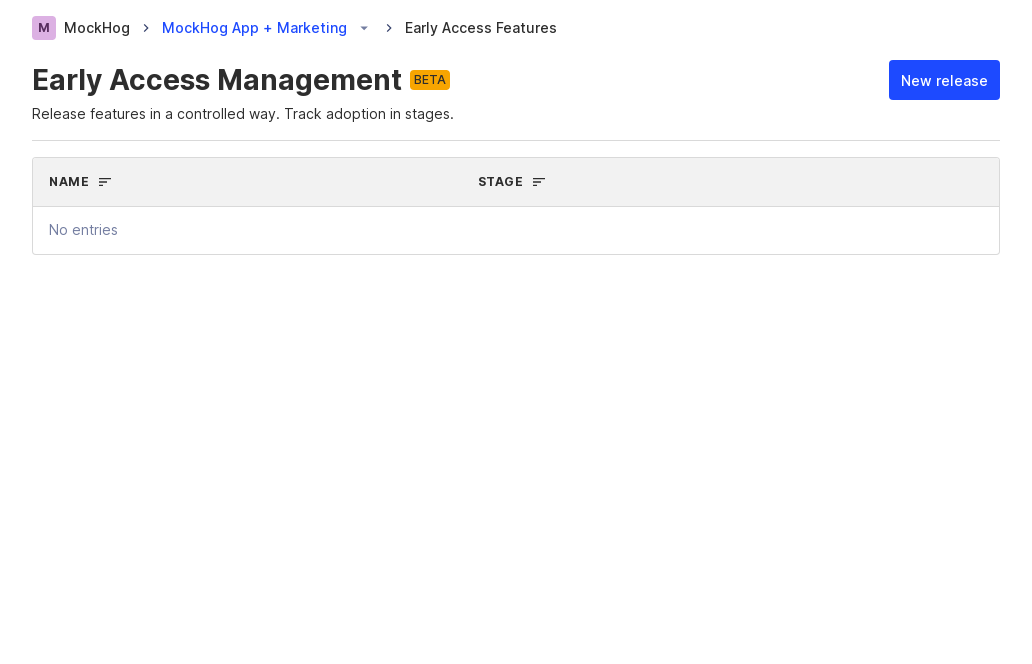 M MockHog MockHog App + Marketing Early Access Features
Early Access Management BETA
New release
Release features in a controlled way. Track adoption in stages.
NAME STAGE
No entries